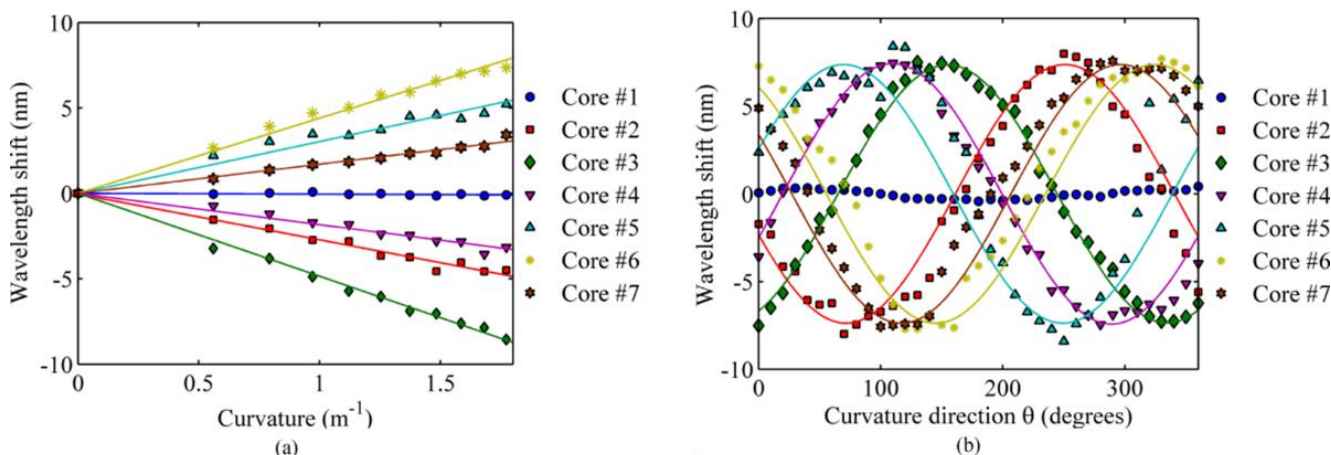 10
5
0
-5
-10
Wavelength shift (nm)
0
0.5
1
1.5
Curvature (m-1)
(a)
Core #1
Core #2
Core #3
Core #4
Core #5
Core #6
Core #7
10
5
0
-5
-10
Wavelength shift (nm)
0
100
200
300
Curvature direction θ (degrees)
(b)
Core #1
Core #2
Core #3
Core #4
Core #5
Core #6
Core #7